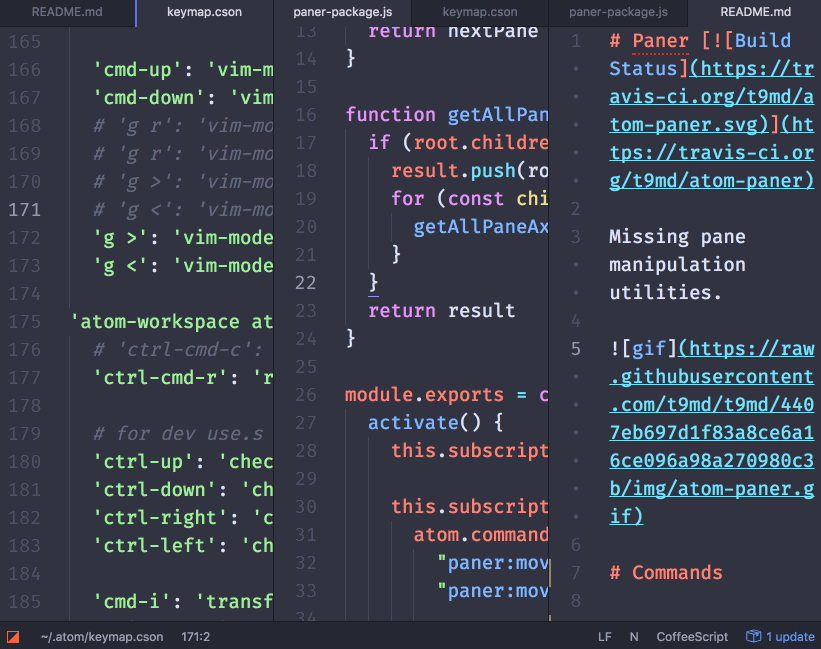 README.md
keymap.cson
165
166 'cmd-up': 'vim-m
167 'cmd-down': 'vim
168 # 'g r': 'vim-mo
169 # 'g r': 'vim-mo
170 # 'g >': 'vim-mo
171 # 'g <': 'vim-mo
172 'g >': 'vim-mode
173 'g <': 'vim-mode
174
175 'atom-workspace at
176 # 'ctrl-cmd-c':
177 'ctrl-cmd-r': 'r
178
179 # for dev use.s
180 'ctrl-up': 'chec
181 'ctrl-down': 'ch
182 'ctrl-right': 'c
183 'ctrl-left': 'ch
184
185 'cmd-i': 'transf
paner-package.js
keymap.cson
13 return nextPane
14 }
15
16 function getAllPan
17 if (root.childre
18 result.push(ro
19 for (const chi
20 getAllPaneAx
21 }
22 }
23 return result
24 }
25
26 module.exports = c
27 activate() {
28 this.subscript
29
30 this.subscript
31 atom.command
32 "paner:mov
33 "paner:mov
34
paner-package.js
README.md
1 # Paner [![Build
• Status](https://tr
• avis-ci.org/t9md/a
• tom-paner.svg)](ht
• tps://travis-ci.or
• g/t9md/atom-paner)
2
3 Missing pane
• manipulation
• utilities.
4
5 ![gif](https://raw
• .githubusercontent
• .com/t9md/t9md/440
• 7eb697d1f83a8ce6a1
• 6ce096a98a270980c3
• b/img/atom-paner.g
• if)
6
7 # Commands
8
~/.atom/keymap.cson 171:2 LF N CoffeeScript 1 update